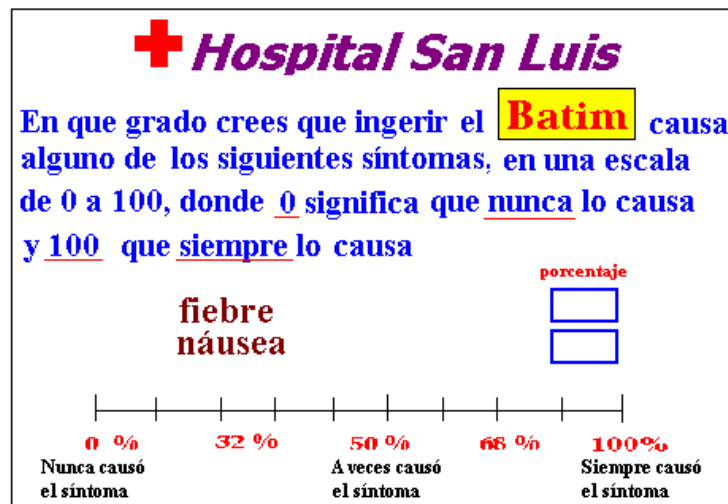 Hospital San Luis
En que grado crees que ingerir el Batim causa
alguno de los siguientes síntomas, en una escala
de 0 a 100, donde 0 significa que nunca lo causa
y 100 que siempre lo causa
porcentaje
fiebre
náusea
0 % 32 % 50 % 68 % 100%
Nunca causó A veces causó Siempre causó
el síntoma el síntoma el síntoma